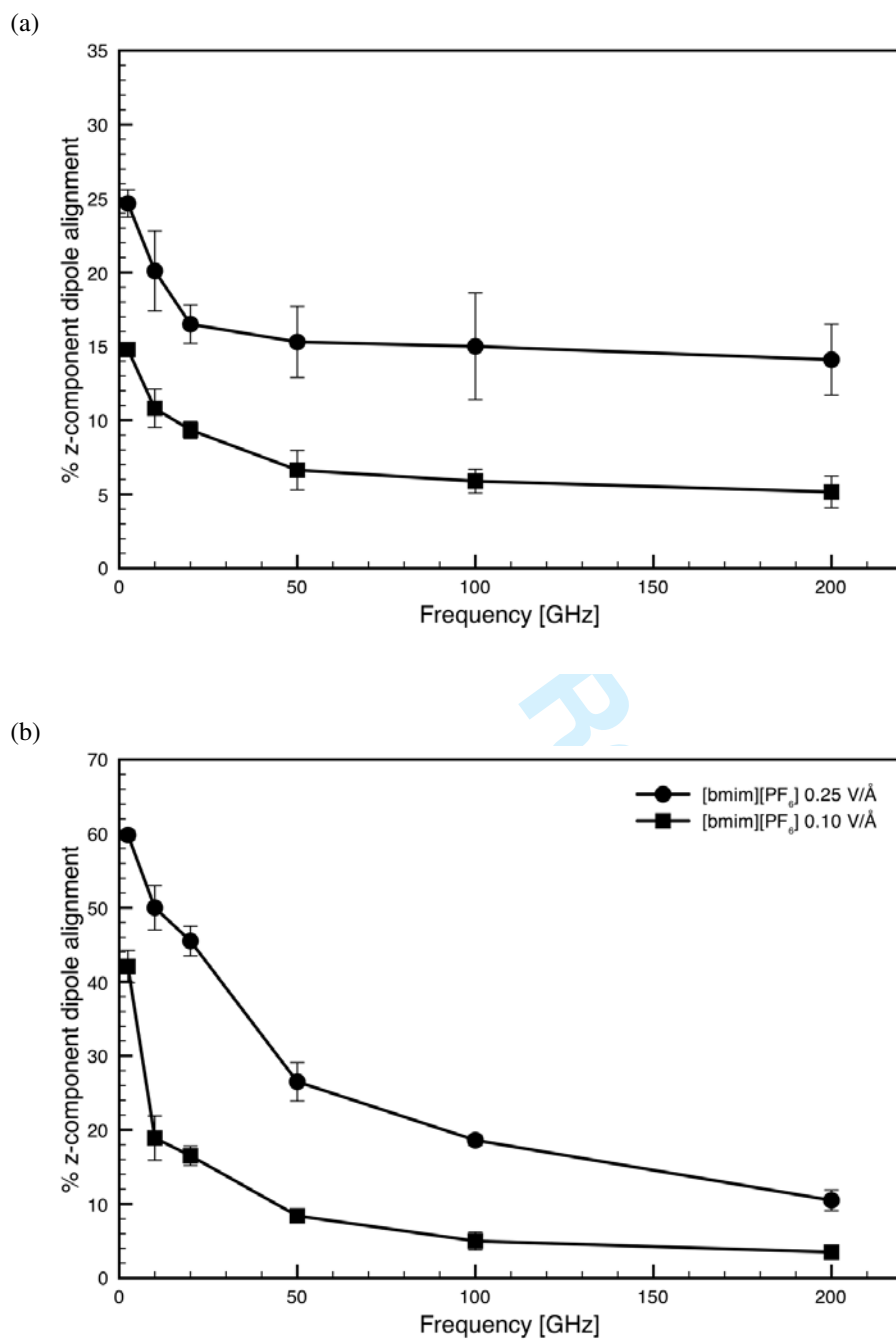 (a)
35
30
25
20
15
10
5
0
% z-component dipole alignment
0 50 100 150 200
Frequency [GHz]
R
(b)
70
60
50
40
30
20
10
0
% z-component dipole alignment
[bmim][PF₆] 0.25 V/Å
[bmim][PF₆] 0.10 V/Å
0 50 100 150 200
Frequency [GHz]